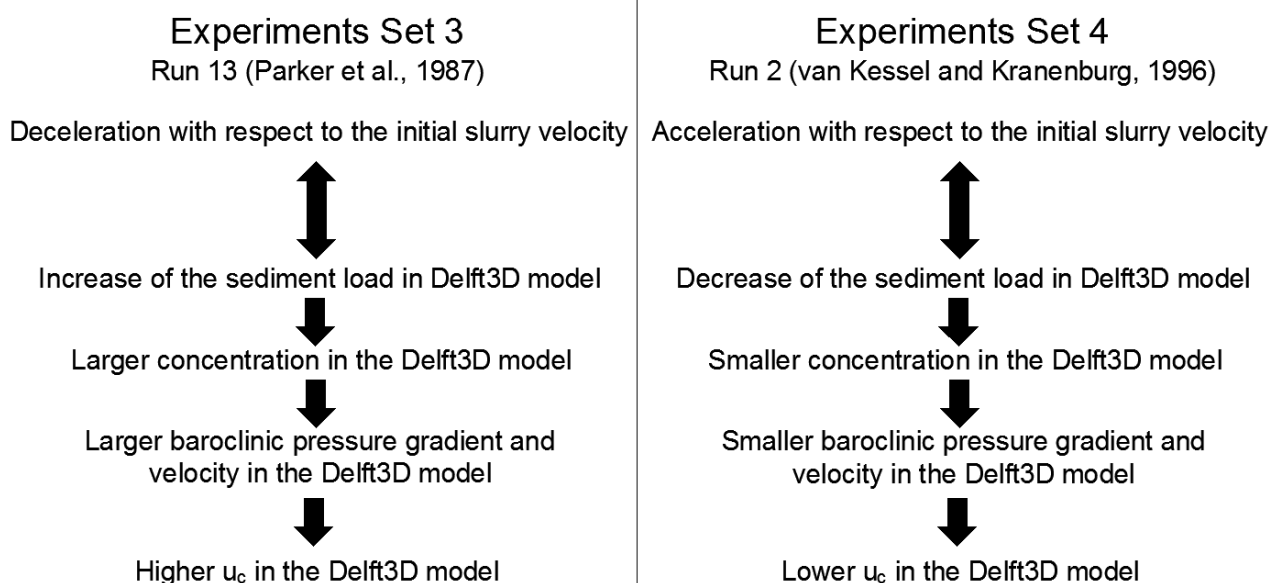 Experiments Set 3
Run 13 (Parker et al., 1987)
Deceleration with respect to the initial slurry velocity
Increase of the sediment load in Delft3D model
Larger concentration in the Delft3D model
Larger baroclinic pressure gradient and
velocity in the Delft3D model
Higher u_c in the Delft3D model
Experiments Set 4
Run 2 (van Kessel and Kranenburg, 1996)
Acceleration with respect to the initial slurry velocity
Decrease of the sediment load in Delft3D model
Smaller concentration in the Delft3D model
Smaller baroclinic pressure gradient and
velocity in the Delft3D model
Lower u_c in the Delft3D model